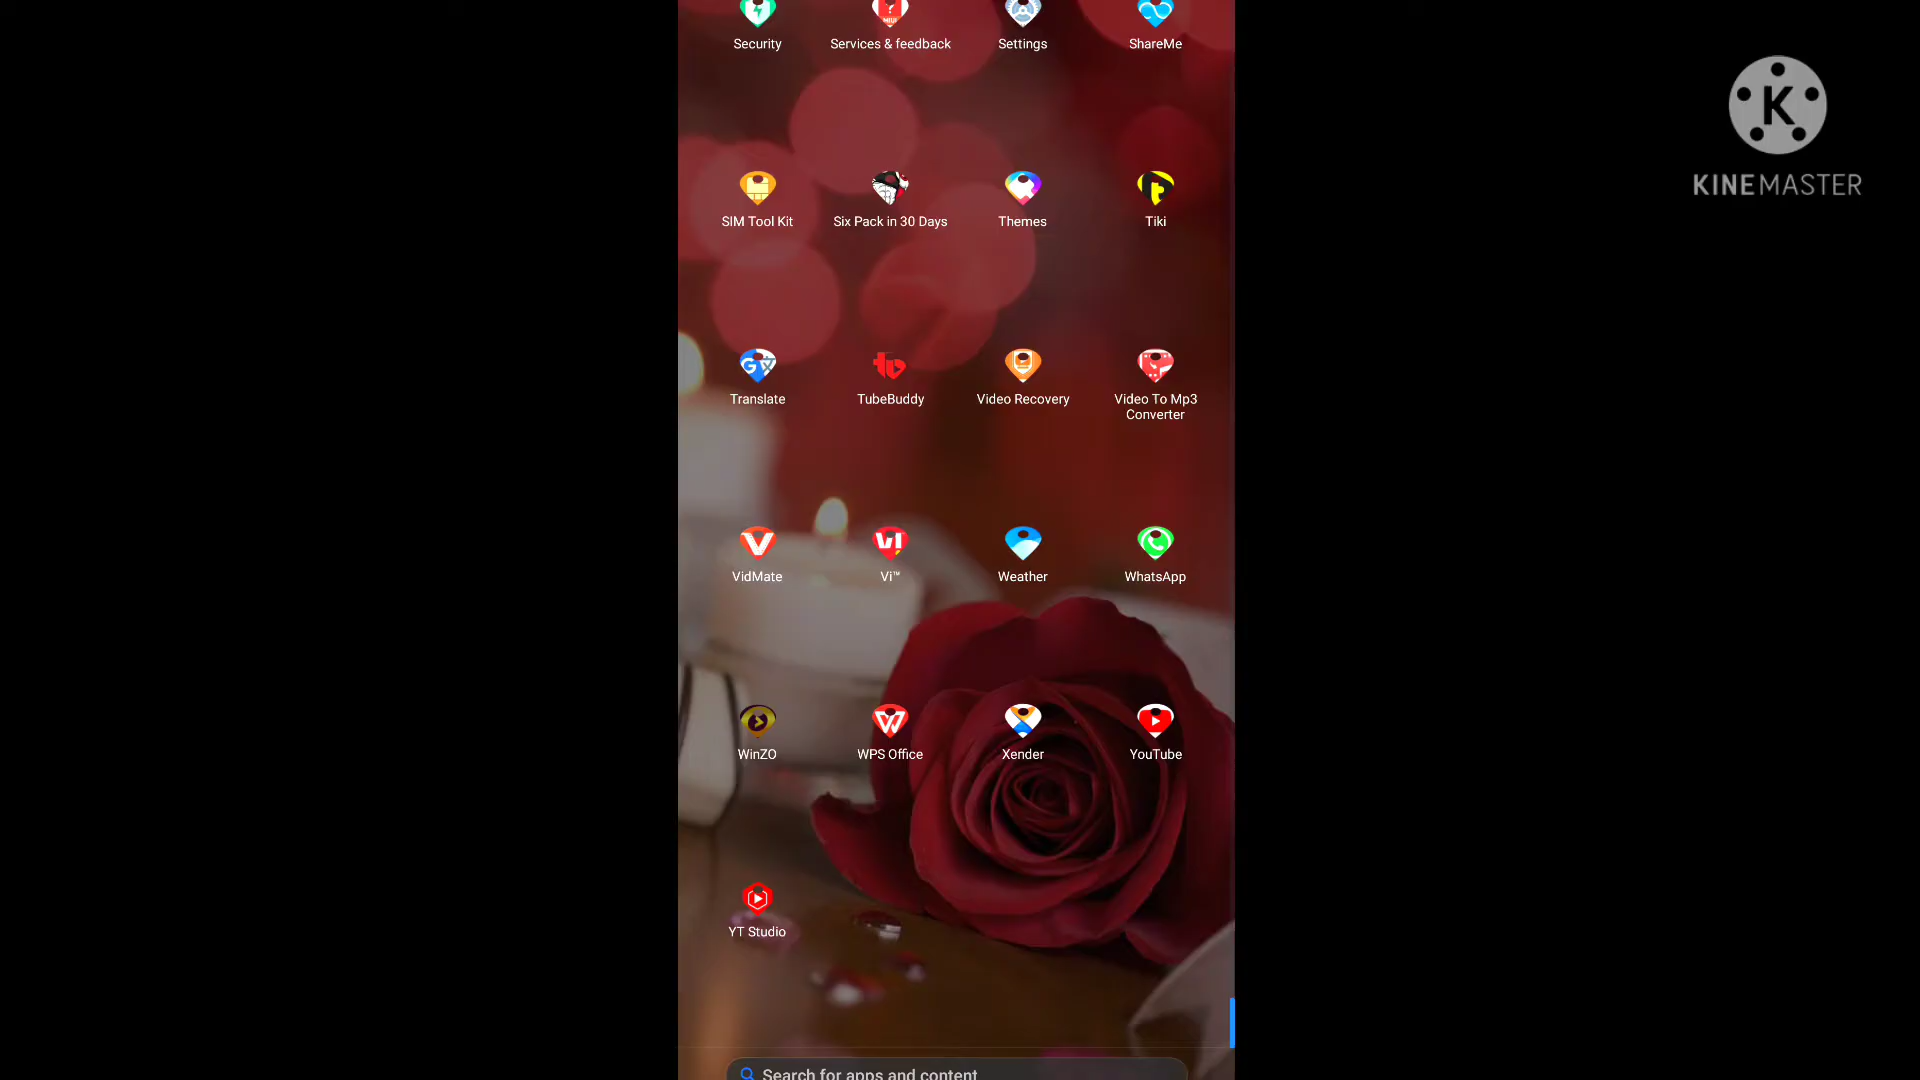 Security Services & feedback Settings ShareMe
KINEMASTER
SIM Tool Kit Six Pack in 30 Days Themes Tiki
Translate TubeBuddy Video Recovery Video To Mp3
Converter
VidMate Vi™ Weather WhatsApp
WinZO WPS Office Xender YouTube
YT Studio
Search for apps and content